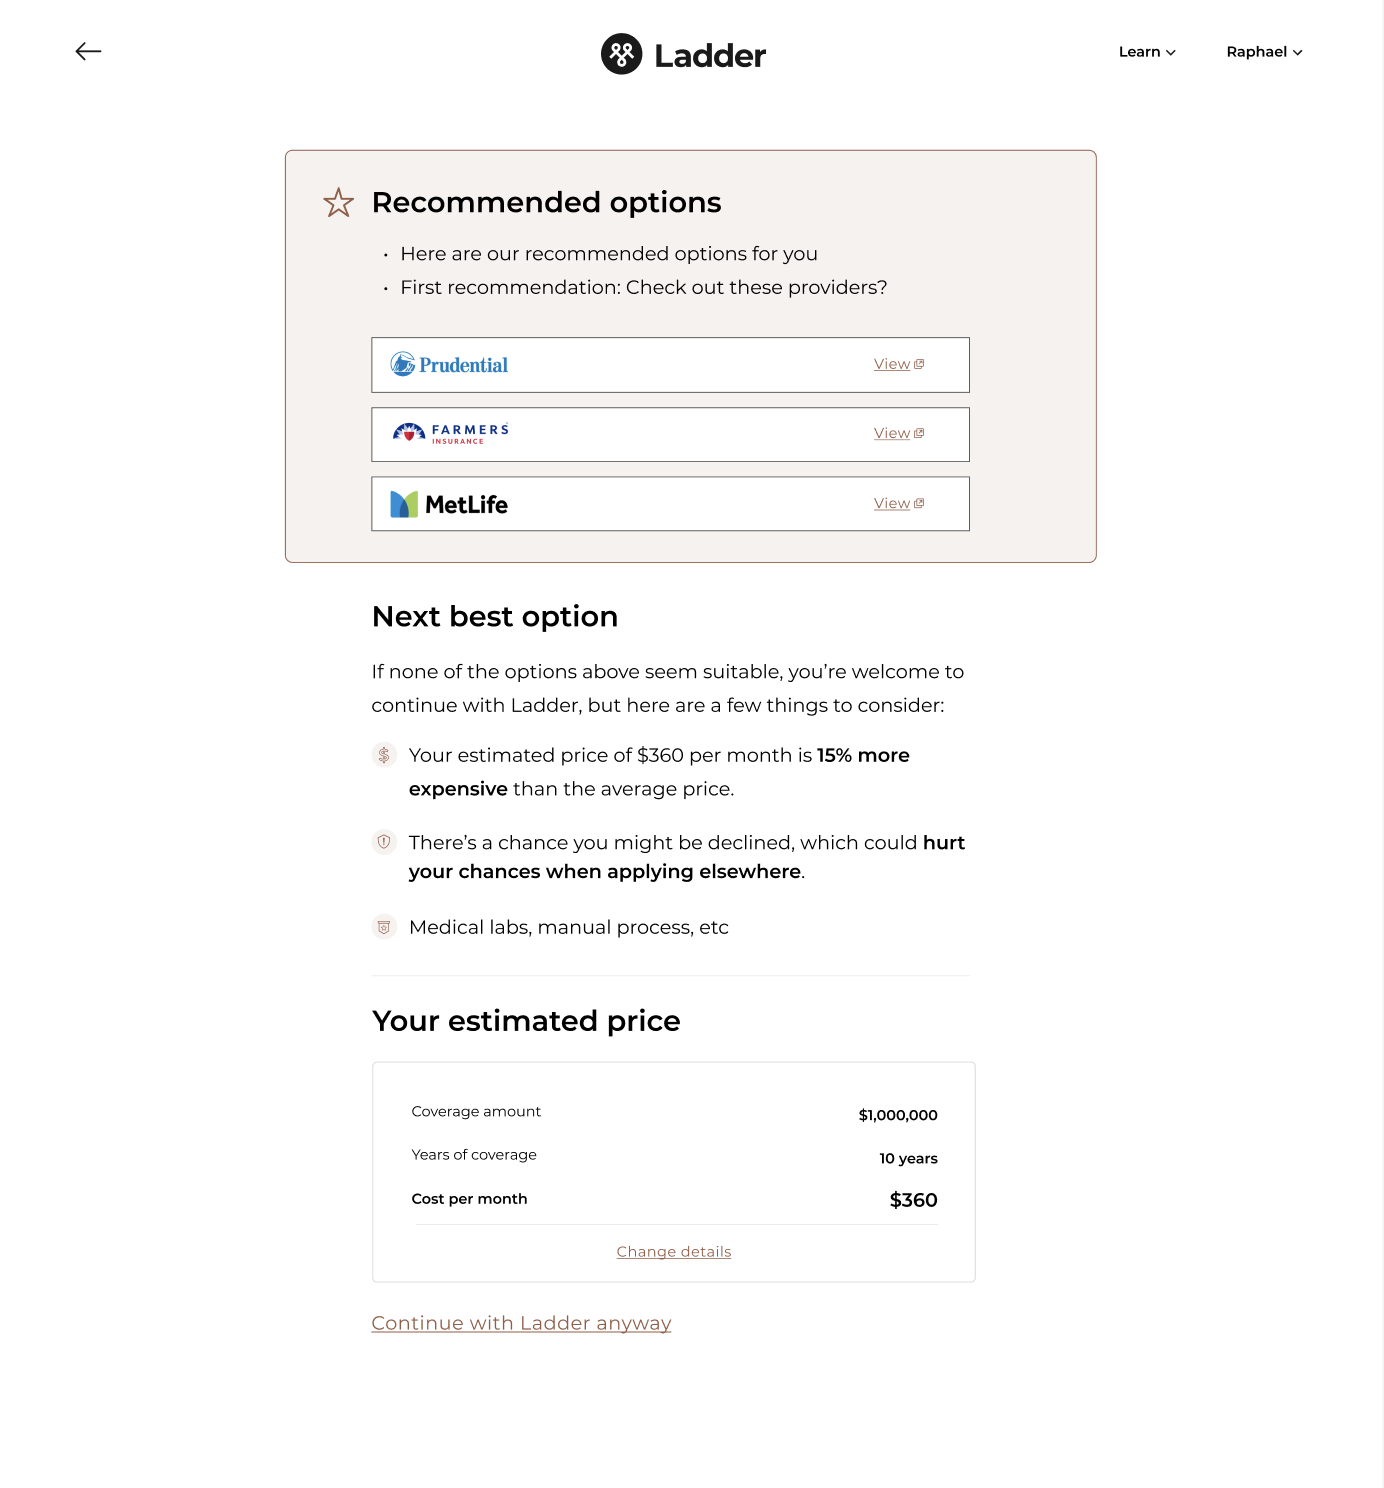 Ladder
Learn
Raphael
Recommended options
• Here are our recommended options for you
• First recommendation: Check out these providers?
Prudential
View
FARMERS
INSURANCE
View
MetLife
View
Next best option
If none of the options above seem suitable, you’re welcome to
continue with Ladder, but here are a few things to consider:
$ Your estimated price of $360 per month is 15% more
expensive than the average price.
There’s a chance you might be declined, which could hurt
your chances when applying elsewhere.
Medical labs, manual process, etc
Your estimated price
Coverage amount $1,000,000
Years of coverage 10 years
Cost per month $360
Change details
Continue with Ladder anyway